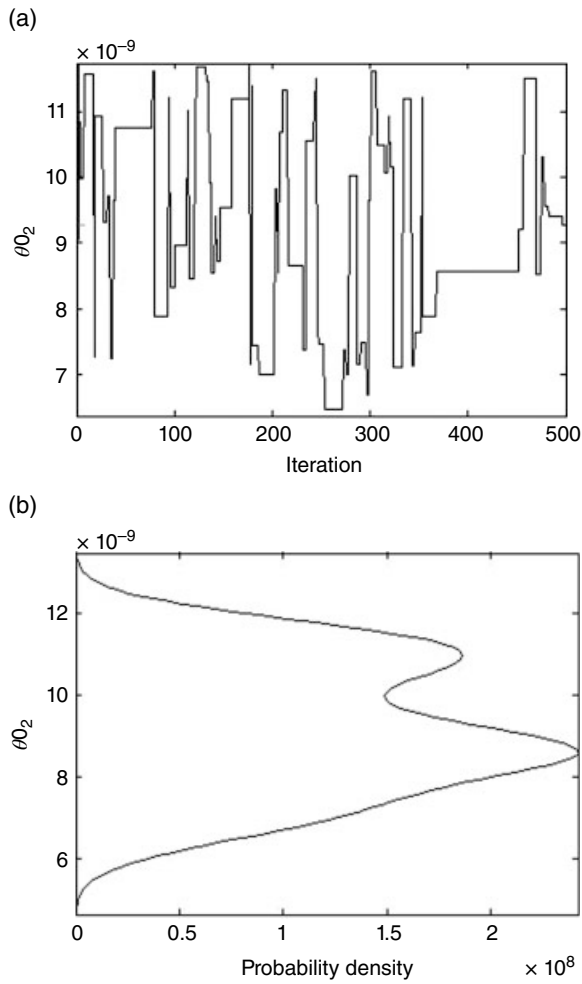 (a)
× 10⁻⁹
11
10
9
8
7
θ0₂
0 100 200 300 400 500
Iteration
(b)
× 10⁻⁹
12
10
8
6
θ0₂
0 0.5 1 1.5 2
Probability density × 10⁸